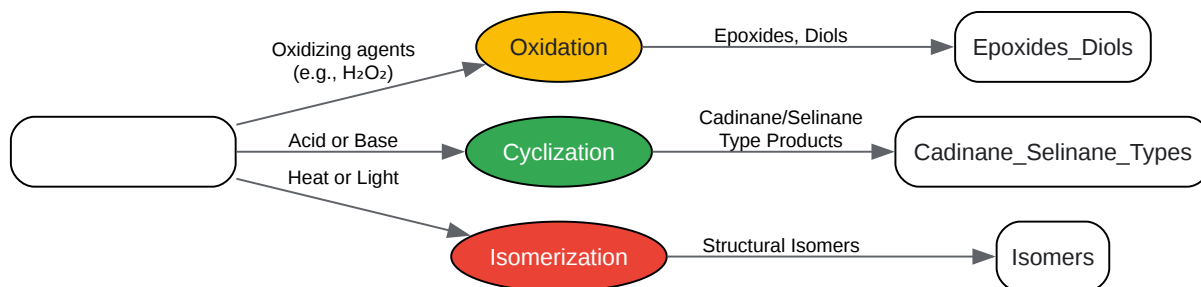 Oxidizing agents
(e.g., H₂O₂)
Oxidation
Epoxides, Diols
Epoxides_Diols
Acid or Base
Cyclization
Cadinane/Selinane
Type Products
Cadinane_Selinane_Types
Heat or Light
Isomerization
Structural Isomers
Isomers